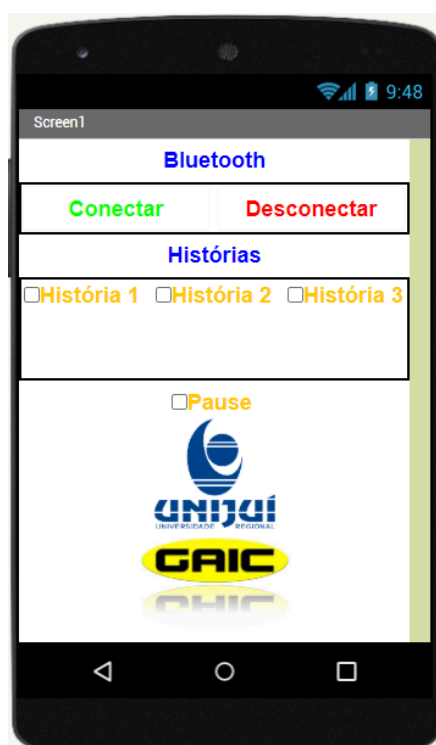 9:48
Screen1
Bluetooth
Conectar Desconectar
Histórias
História 1 História 2 História 3
Pause
UNIJUÍ
UNIVERSIDADE REGIONAL
GAIC